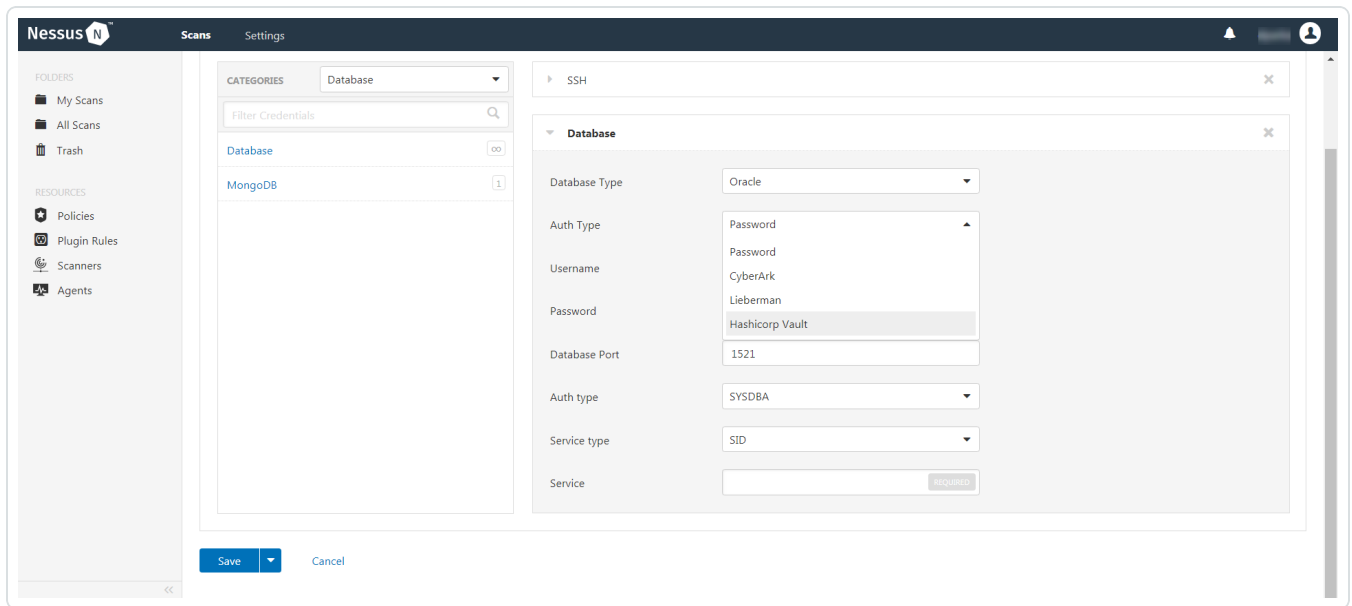 Nessus N ™
Scans Settings
FOLDERS
My Scans
All Scans
Trash
RESOURCES
Policies
Plugin Rules
Scanners
Agents
CATEGORIES Database
Filter Credentials
Database ∞
MongoDB 1
SSH
Database
Database Type Oracle
Auth Type Password
Password
CyberArk
Lieberman
Hashicorp Vault
Username
Password
Database Port 1521
Auth type SYSDBA
Service type SID
Service REQUIRED
Save Cancel